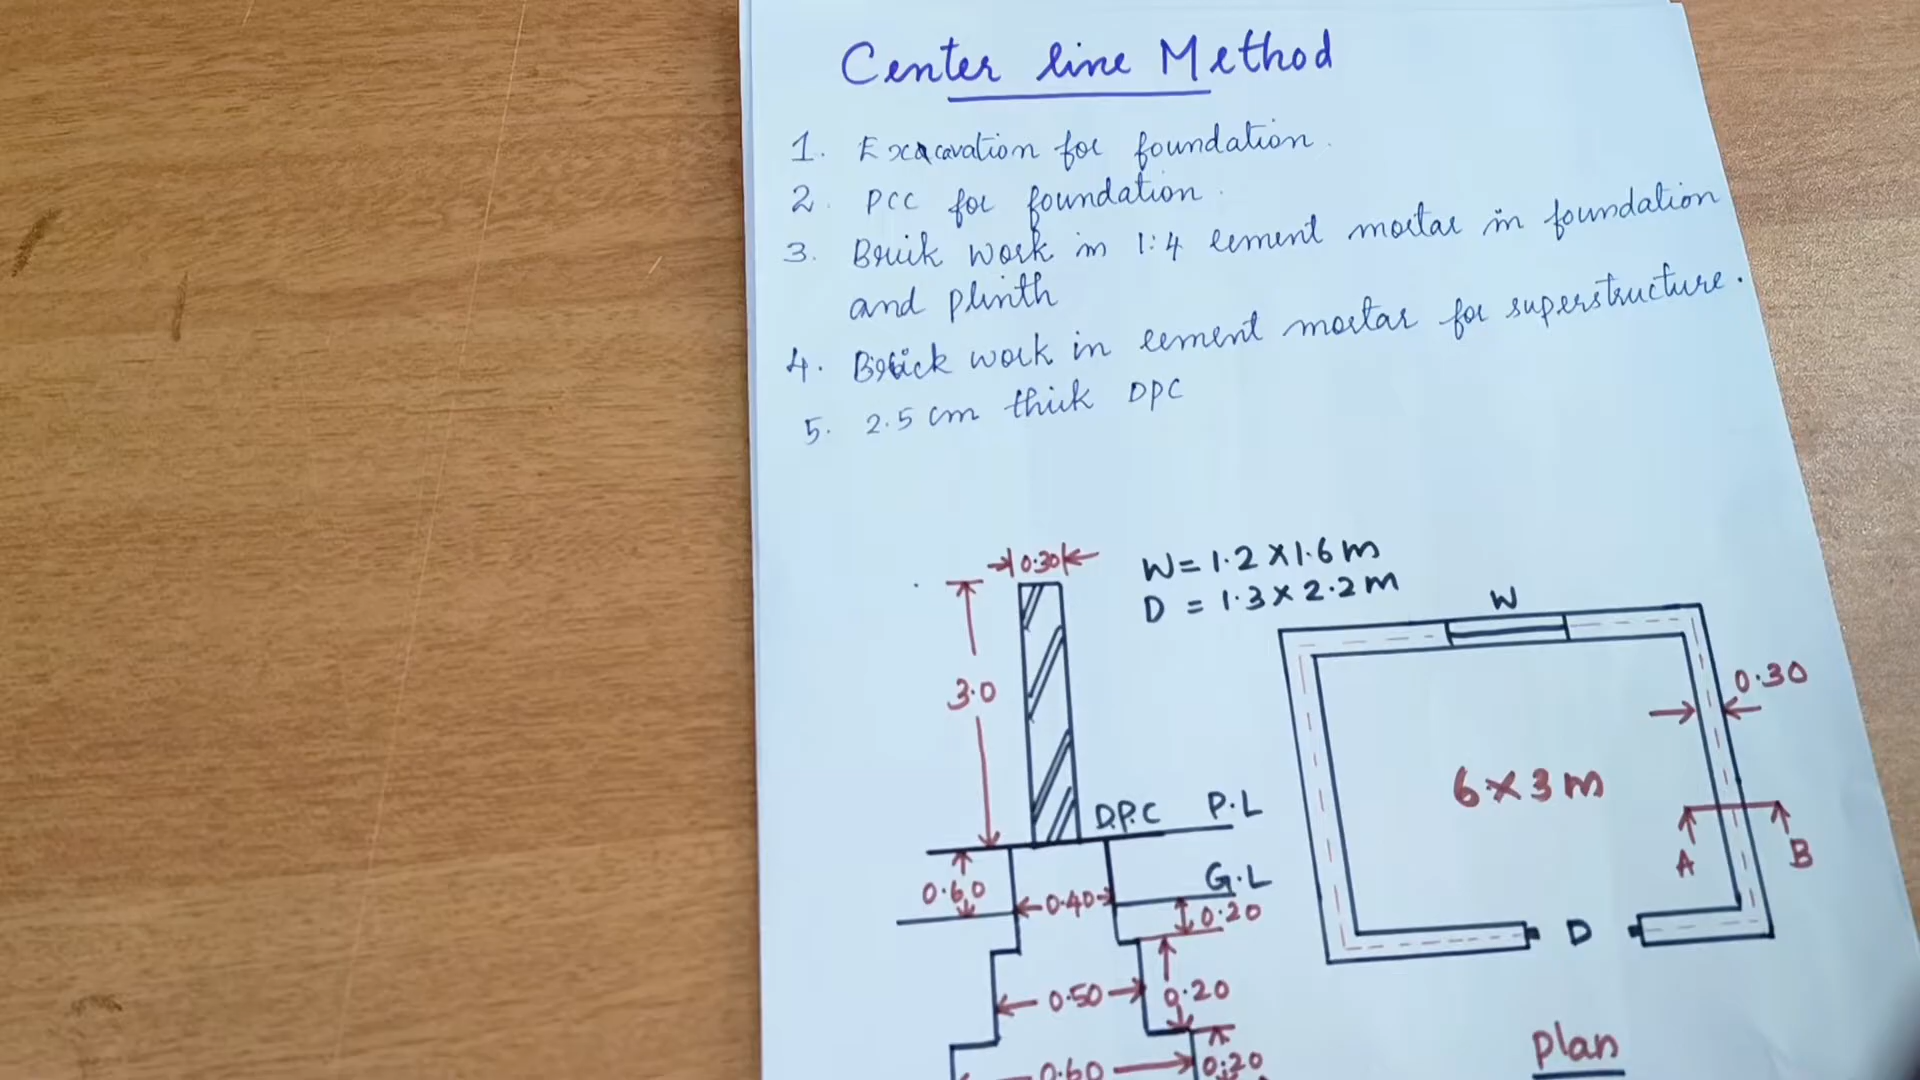 Center line Method
1. Excacavation for foundation.
2. PCC for foundation.
3. Brick work in 1:4 cement mortar in foundation
and plinth
4. Brick work in cement mortar for superstructure.
5. 2.5 cm thick DPC
0.30
W = 1.2 X 1.6 m
D = 1.3 X 2.2 m
W
3.0
0.30
6 X 3 m
D.P.C P.L
A B
0.60
G.L
0.40
0.20
D
0.50
0.20
Plan
0.60
0.20